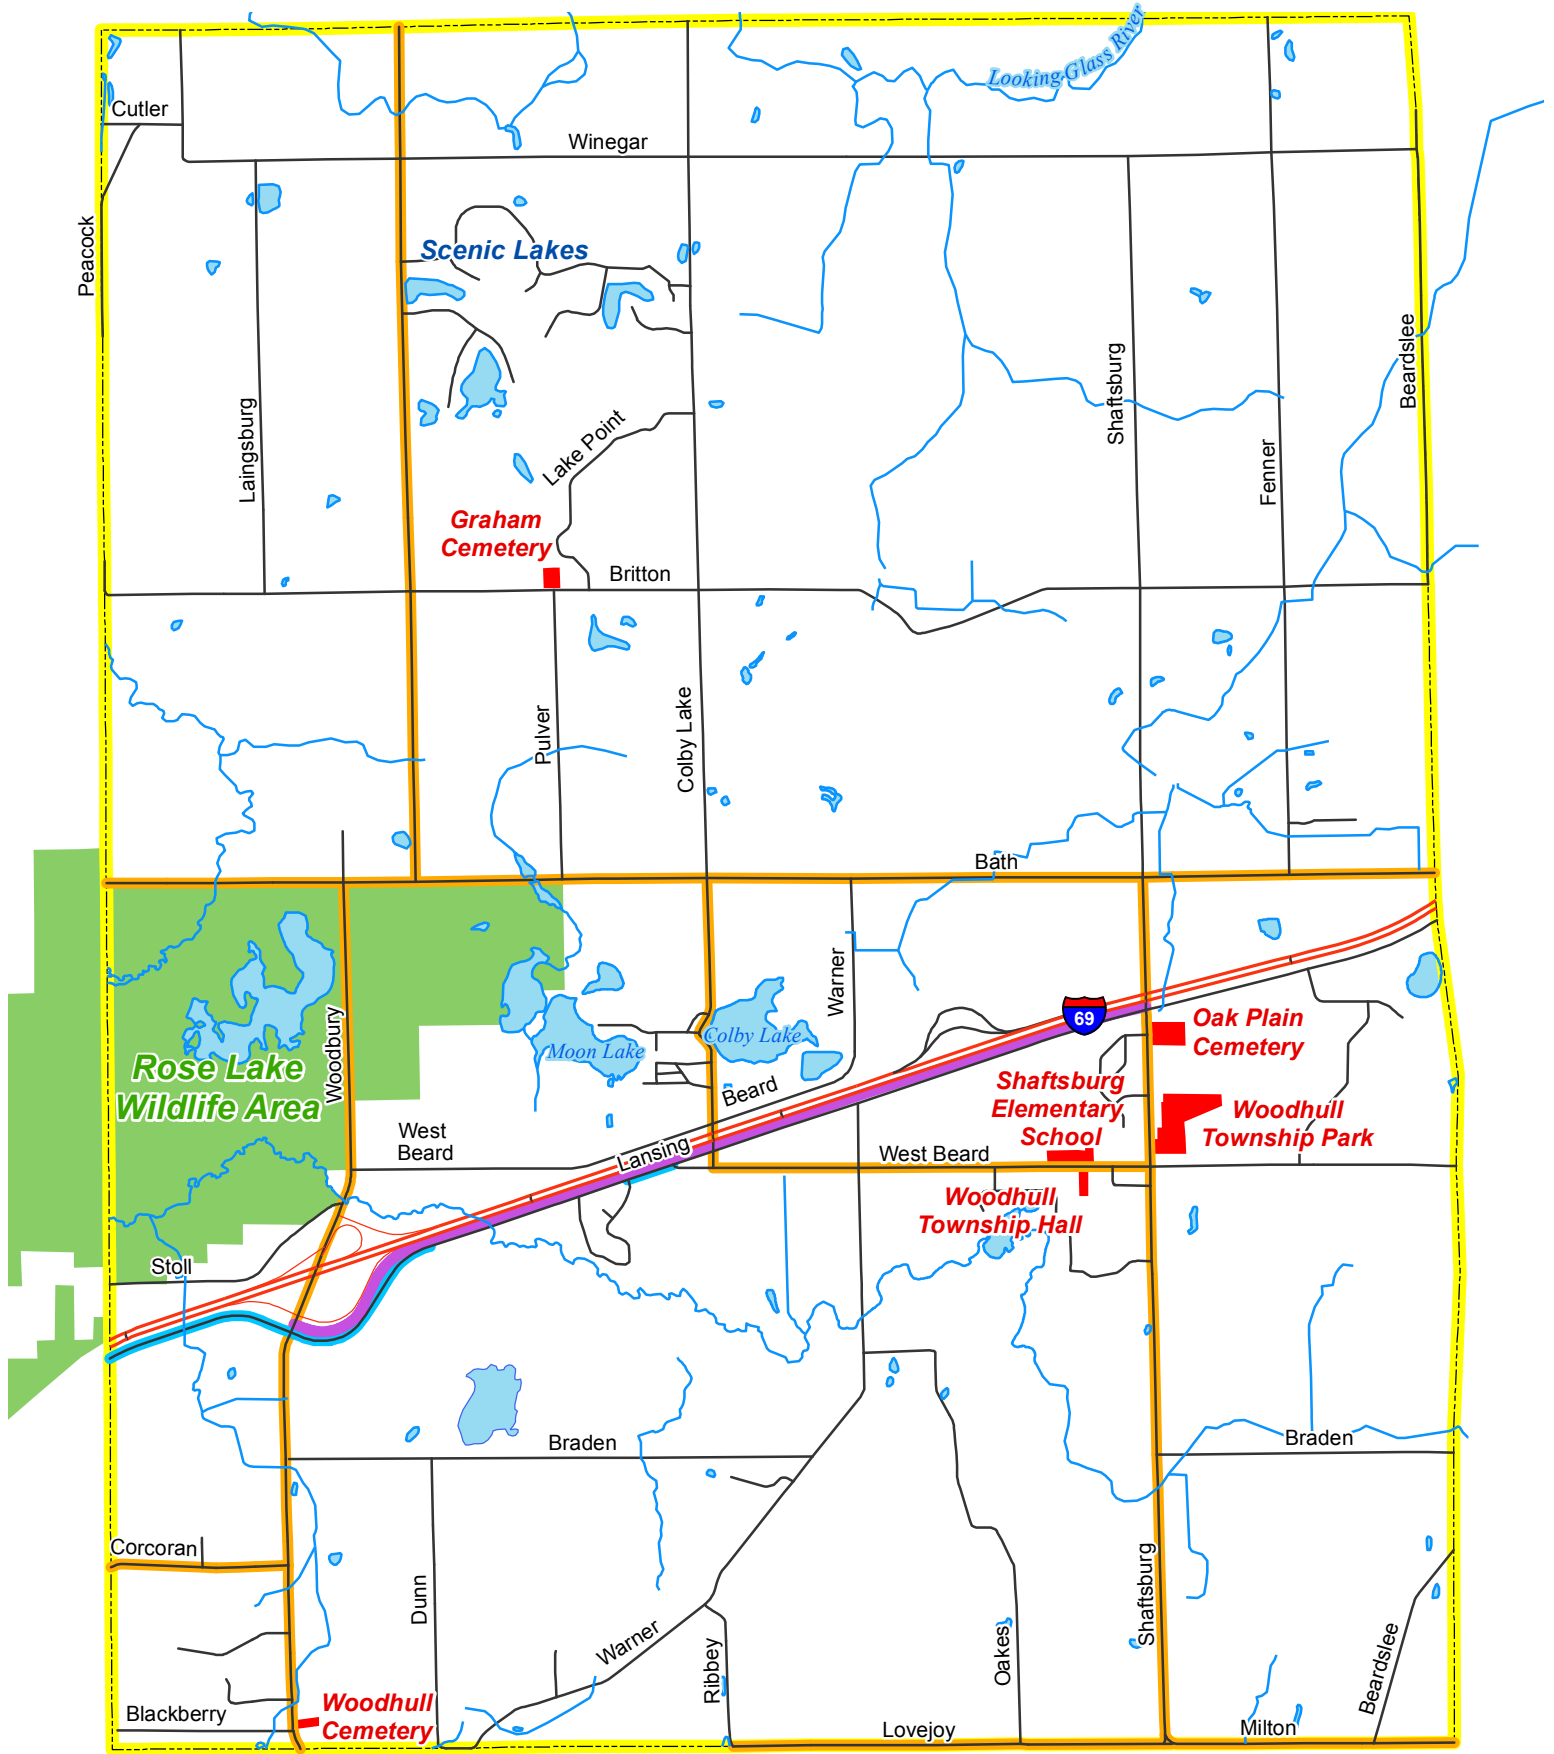 Looking Glass River
Cutler
Winegar
Peacock
Scenic Lakes
Laingsburg
Lake Point
Shaftsburg
Fenner
Beardslee
Graham
Cemetery
Britton
Pulver
Colby Lake
Bath
Woodbury
Warner
69
Oak Plain
Cemetery
Colby Lake
Moon Lake
Rose Lake
Wildlife Area
Beard
Shaftsburg
Elementary
School
Woodhull
Township Park
West
Beard
Lansing
West Beard
Woodhull
Township Hall
Stoll
Braden
Braden
Corcoran
Dunn
Warner
Ribbey
Oakes
Shaftsburg
Beardslee
Blackberry
Woodhull
Cemetery
Lovejoy
Milton